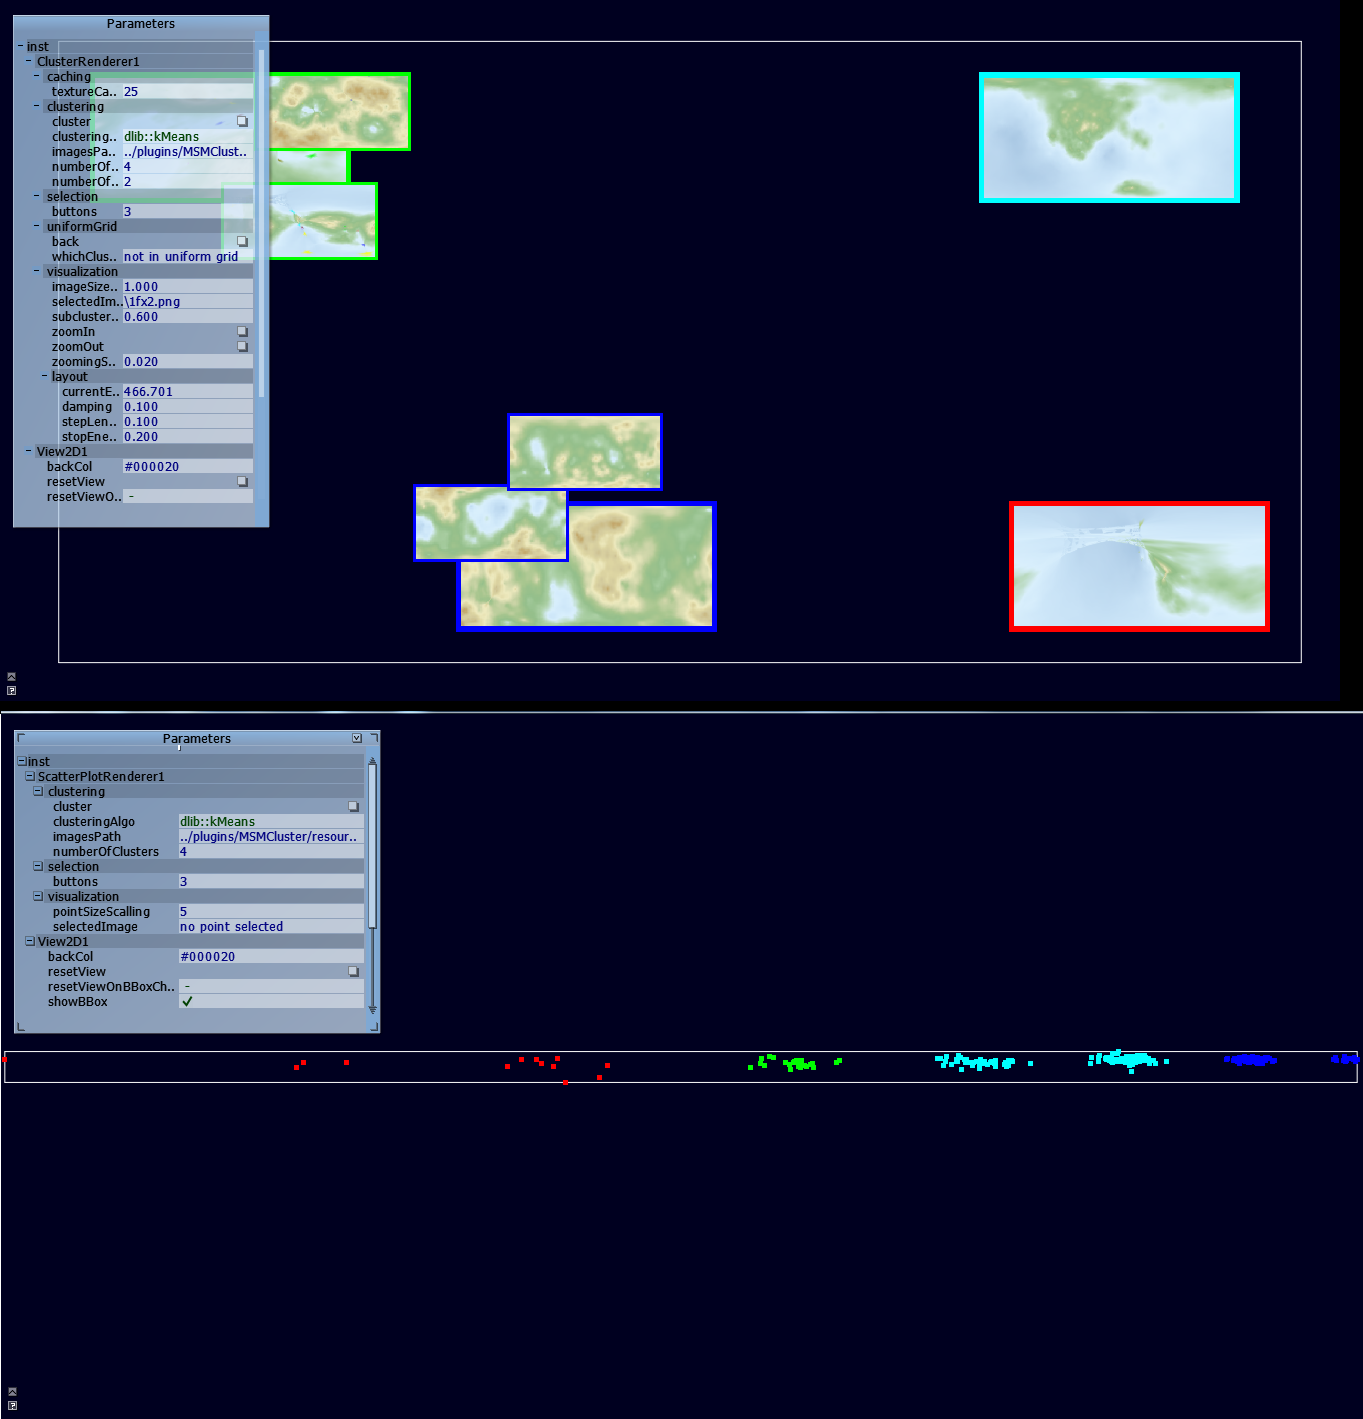 Parameters
inst
ClusterRenderer1
caching
textureCa.. 25
clustering
cluster
clustering.. dlib::kMeans
imagesPa.. ../plugins/MSMClust..
numberOf.. 4
numberOf.. 2
selection
buttons 3
uniformGrid
back
whichClus.. not in uniform grid
visualization
imageSize.. 1.000
selectedIm.. \1fx2.png
subcluster.. 0.600
zoomIn
zoomOut
zoomingS.. 0.020
layout
currentE.. 466.701
damping 0.100
stepLen.. 0.100
stopEne.. 0.200
View2D1
backCol #000020
resetView
resetViewO.. -
?
Parameters
inst
ScatterPlotRenderer1
clustering
cluster
clusteringAlgo dlib::kMeans
imagesPath ../plugins/MSMCluster/resour..
numberOfClusters 4
selection
buttons 3
visualization
pointSizeScalling 5
selectedImage no point selected
View2D1
backCol #000020
resetView
resetViewOnBBoxCh.. -
showBBox ✓
?